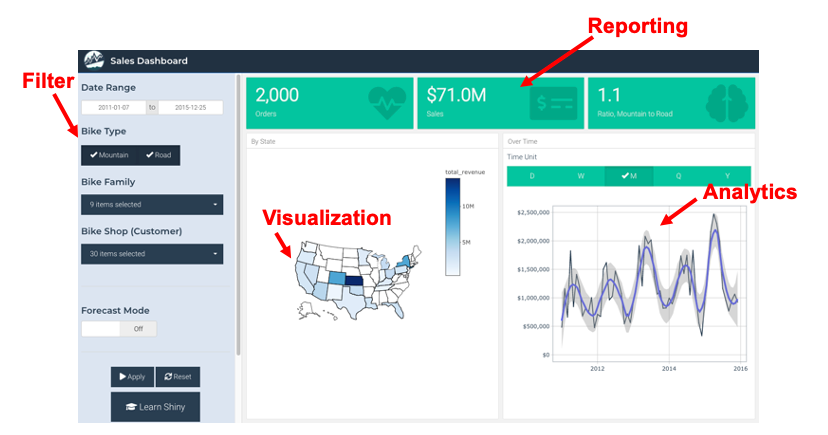 Reporting
Sales Dashboard
Filter
Date Range
2011-01-07 to 2015-12-25
Bike Type
Mountain Road
Bike Family
9 items selected
Bike Shop (Customer)
30 items selected
Forecast Mode
Off
Apply Reset
Learn Shiny
2,000
Orders
$71.0M
Sales
$
1.1
Ratio, Mountain to Road
By State
total_revenue
10M
5M
Visualization
Over Time
Time Unit
D W M Q Y
Analytics
$2,500,000
$2,000,000
$1,500,000
$1,000,000
$500,000
$0
2012 2014 2016